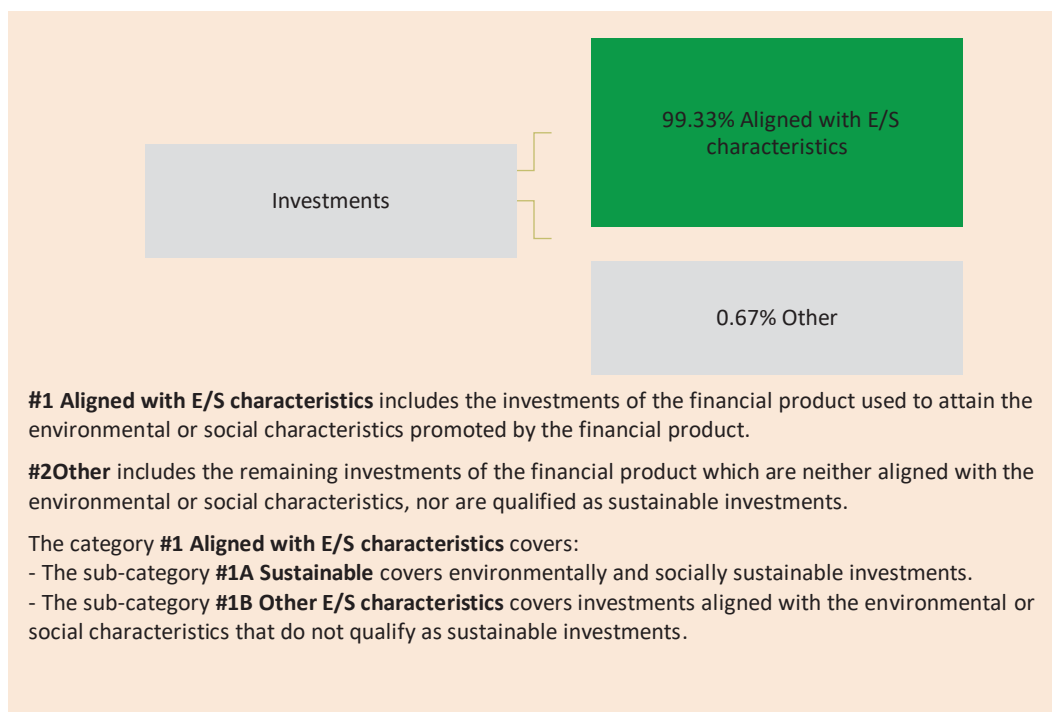 99.33% Aligned with E/S
characteristics
Investments
0.67% Other
#1 Aligned with E/S characteristics includes the investments of the financial product used to attain the
environmental or social characteristics promoted by the financial product.
#2Other includes the remaining investments of the financial product which are neither aligned with the
environmental or social characteristics, nor are qualified as sustainable investments.
The category #1 Aligned with E/S characteristics covers:
- The sub-category #1A Sustainable covers environmentally and socially sustainable investments.
- The sub-category #1B Other E/S characteristics covers investments aligned with the environmental or
social characteristics that do not qualify as sustainable investments.